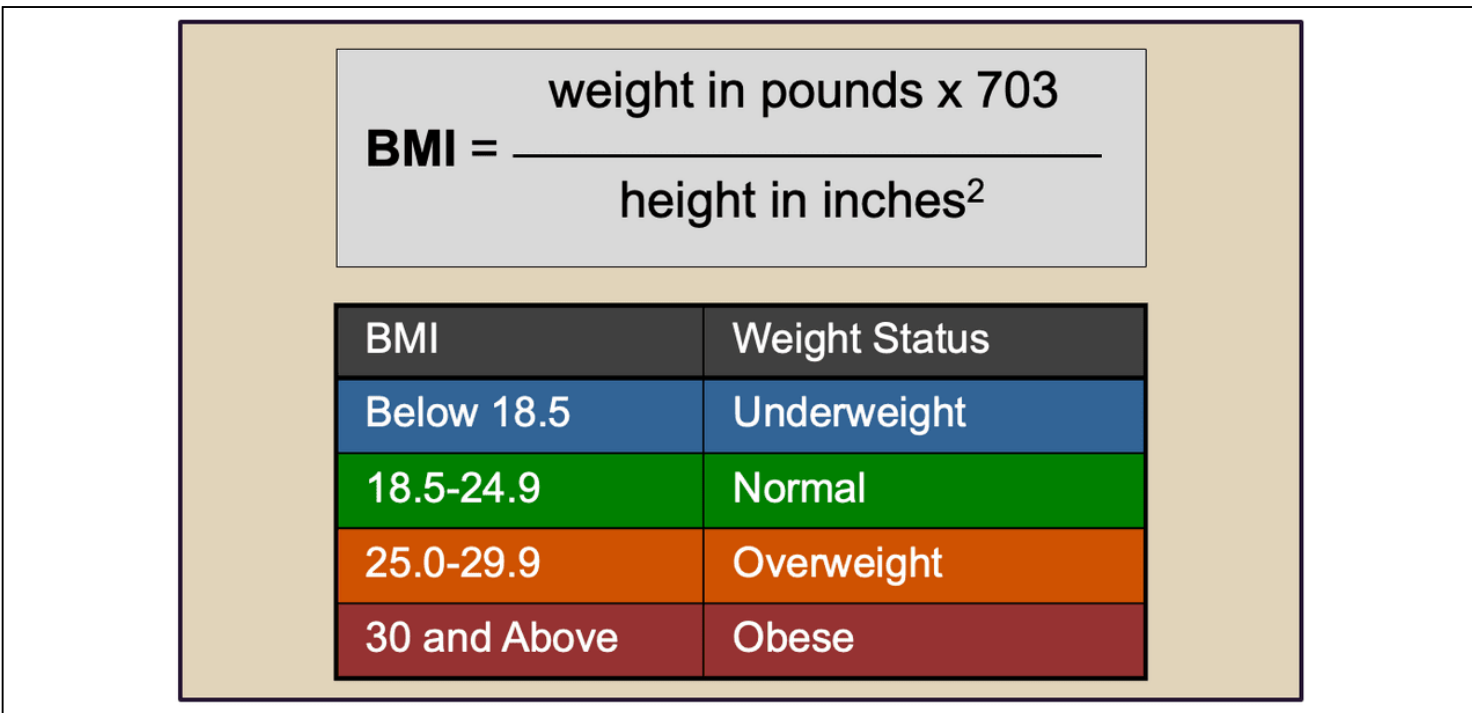 weight in pounds x 703
BMI =
height in inches²
BMI Weight Status
Below 18.5 Underweight
18.5-24.9 Normal
25.0-29.9 Overweight
30 and Above Obese